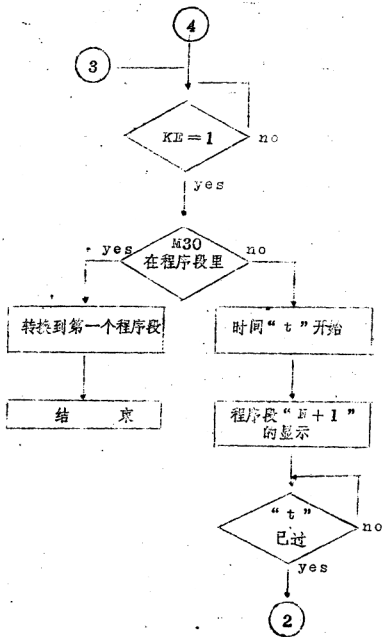 4
3
KE=1
no
yes
M30
在程序段里
yes
no
转换到第一个程序段
时间“t”开始
结 束
程序段“N+1”
的显示
“t”
已过
no
yes
2